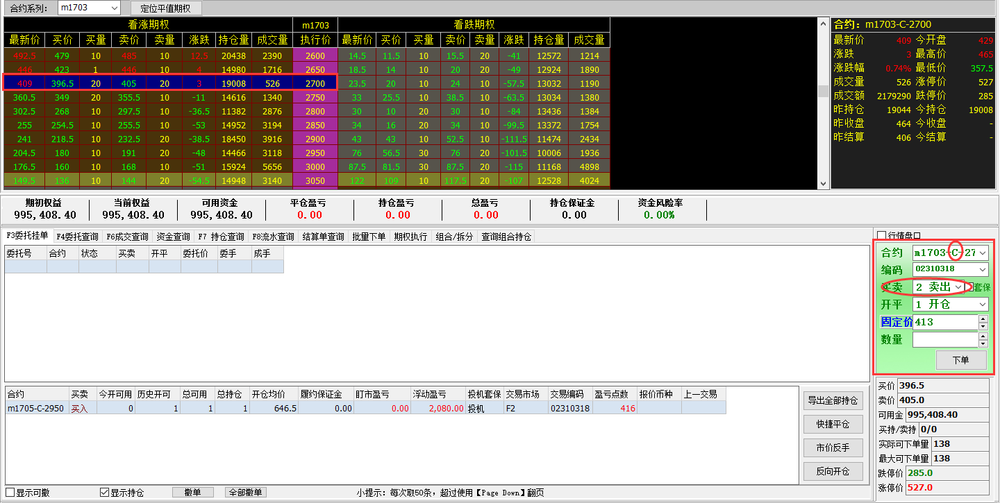 合约系列： m1703 定位平值期权
看涨期权 m1703 看跌期权
最新价 买价 买量 卖价 卖量 涨跌 持仓量 成交量 执行价 最新价 买价 买量 卖价 卖量 涨跌 持仓量 成交量
492.5 479 10 485 10 12.5 20438 2390 2600 14.5 11.5 10 15.5 20 -41 12572 1214
446 423 1 446 10 4 14980 1716 2650 18.5 14 10 20 20 -49 12924 1890
409 396.5 20 405 20 3 19008 526 2700 23.5 20 10 24 10 -57.5 13032 1190
360.5 349 20 355.5 10 -11 14616 1340 2750 33 25.5 10 38.5 10 -63.5 13034 1380
302.5 268 10 297.5 10 -36.5 11382 2876 2800 30 10 20 30 10 -84 13436 1384
255 254.5 10 255.5 10 -53 14952 3194 2850 34 16 20 34 10 -99.5 13372 1754
241 218.5 10 232.5 10 -38.5 18450 3916 2900 43 43 10 52.5 10 -111.5 11474 2434
204.5 180 10 191 20 -48 14466 3118 2950 76 56.5 30 76 20 -101.5 10006 1936
176.5 160 10 168 10 -51 15924 5656 3000 87.5 81.5 30 87.5 20 -115 11168 4898
149.5 136 10 144 20 -54.5 14948 3140 3050 122 109 10 117.5 10 -107 12528 4024
合约：m1703-C-2700
最新价 409 今开盘 429
涨跌 3 最高价 465
涨跌幅 0.74% 最低价 357.5
成交量 526 涨停价 527
成交额 2179290 跌停价 285
昨持仓 19044 今持仓 19008
昨收盘 464 今收盘 -
昨结算 406 今结算 -
期初权益 当前权益 可用资金 平仓盈亏 持仓盈亏 总盈亏 持仓保证金 资金风险率
995,408.40 995,408.40 995,408.40 0.00 0.00 0.00 0.00 0.00%
F3委托挂单 F4委托查询 F6成交查询 资金查询 F7 持仓查询 F8流水查询 结算单查询 批量下单 期权执行 组合/拆分 查询组合持仓
委托号 合约 状态 买卖 开平 委托价 委手 成手
行情盘口
合约 m1703-C-27
编码 02310318
买卖 2 卖出 套保
开平 1 开仓
固定价 413
数量
下单
买价 396.5
卖价 405.0
可用金 995,408.40
买持/卖持 0/0
实际可下单量 138
最大可下单量 138
跌停价 285.0
涨停价 527.0
合约 买卖 今开可用 历史开可 总可用 总持仓 开仓均价 履约保证金 盯市盈亏 浮动盈亏 投机套保 交易市场 交易编码 盈亏点数 报价币种 上一交易
m1705-C-2950 买入 0 1 1 1 646.5 0.00 0.00 2,080.00 投机 F2 02310318 416
导出全部持仓
快捷平仓
市价反手
反向开仓
显示可撤 显示持仓 撤单 全部撤单 小提示：每次取50条，超过使用【Page Down】翻页